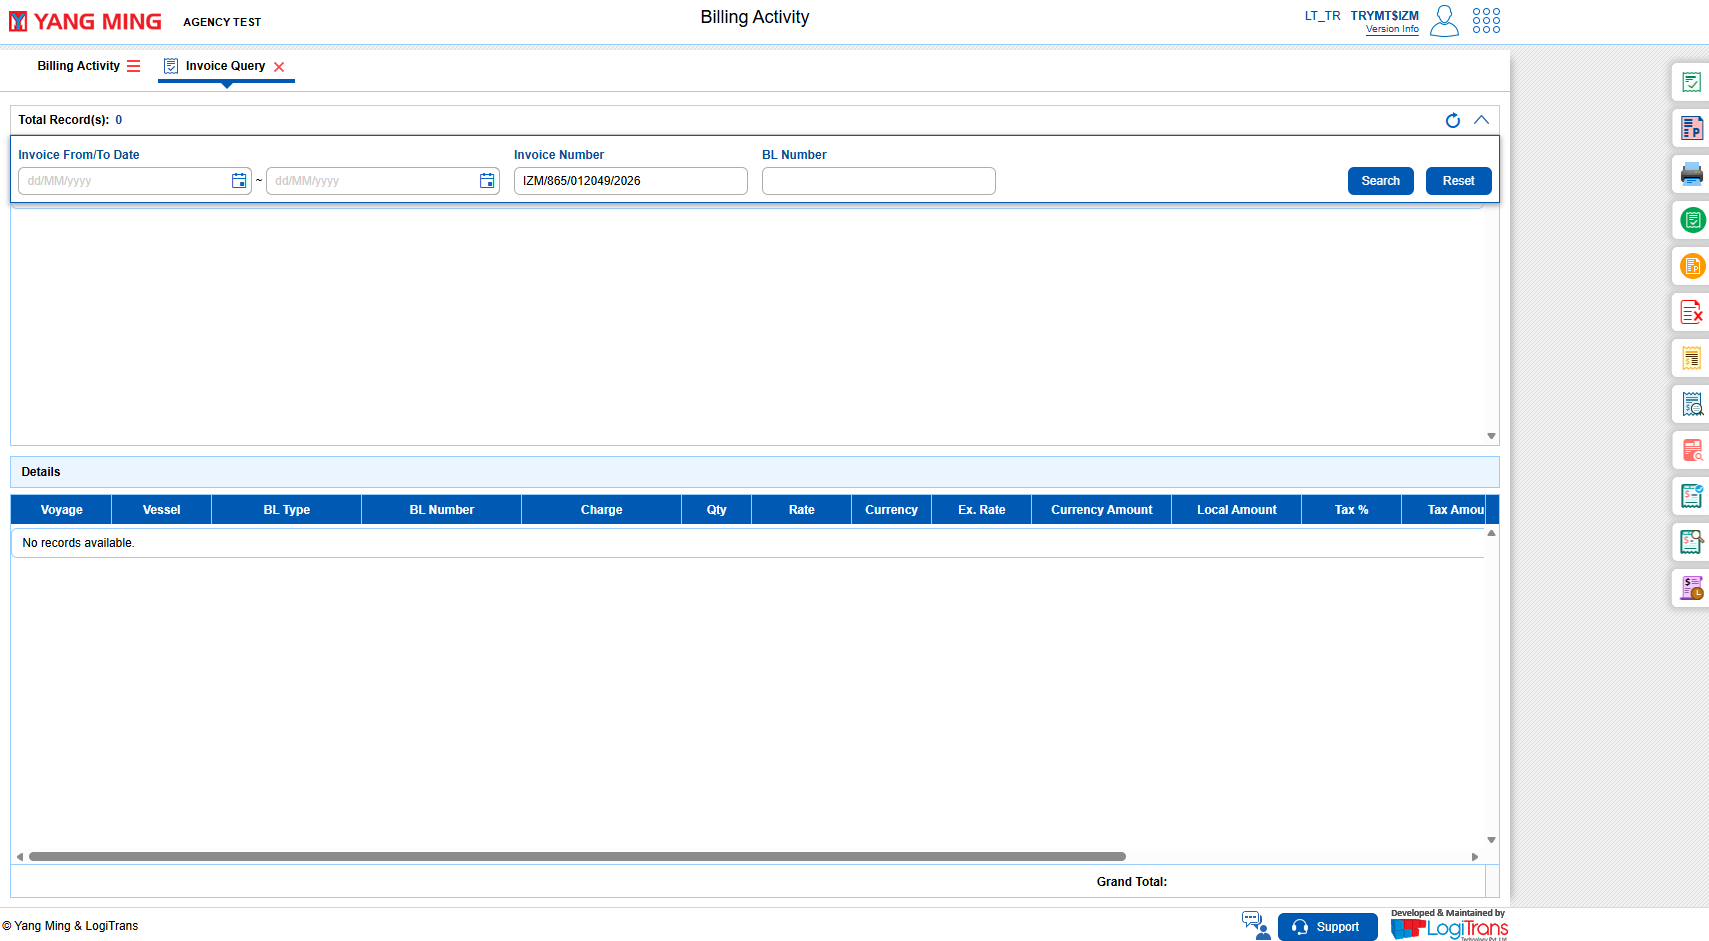 YANG MING
AGENCY TEST
Billing Activity
LT_TR TRYMT$IZM
Version Info
Billing Activity
Invoice Query
Total Record(s): 0
Invoice From/To Date
Invoice Number
BL Number
dd/MM/yyyy ~ dd/MM/yyyy
IZM/865/012049/2026
Search
Reset
Details
Voyage Vessel BL Type BL Number Charge Qty Rate Currency Ex. Rate Currency Amount Local Amount Tax % Tax Amou
No records available.
Grand Total:
© Yang Ming & LogiTrans
Support
Developed & Maintained by
LogiTrans
Technology Pvt. Ltd.